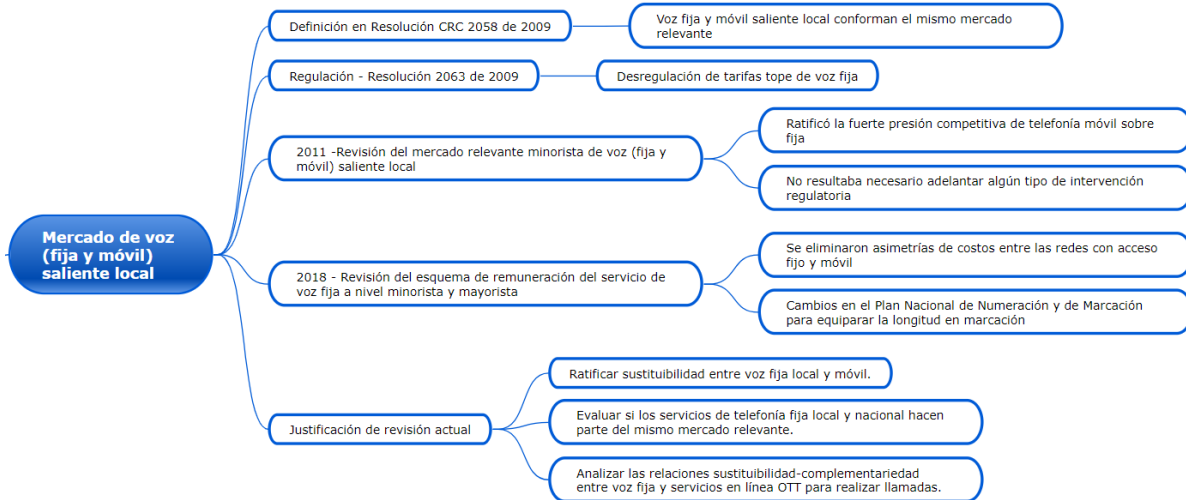 Mercado de voz
(fija y móvil)
saliente local
Definición en Resolución CRC 2058 de 2009
Voz fija y móvil saliente local conforman el mismo mercado
relevante
Regulación - Resolución 2063 de 2009
Desregulación de tarifas tope de voz fija
2011 -Revisión del mercado relevante minorista de voz (fija y
móvil) saliente local
Ratificó la fuerte presión competitiva de telefonía móvil sobre
fija
No resultaba necesario adelantar algún tipo de intervención
regulatoria
2018 - Revisión del esquema de remuneración del servicio de
voz fija a nivel minorista y mayorista
Se eliminaron asimetrías de costos entre las redes con acceso
fijo y móvil
Cambios en el Plan Nacional de Numeración y de Marcación
para equiparar la longitud en marcación
Justificación de revisión actual
Ratificar sustituibilidad entre voz fija local y móvil.
Evaluar si los servicios de telefonía fija local y nacional hacen
parte del mismo mercado relevante.
Analizar las relaciones sustituibilidad-complementariedad
entre voz fija y servicios en línea OTT para realizar llamadas.